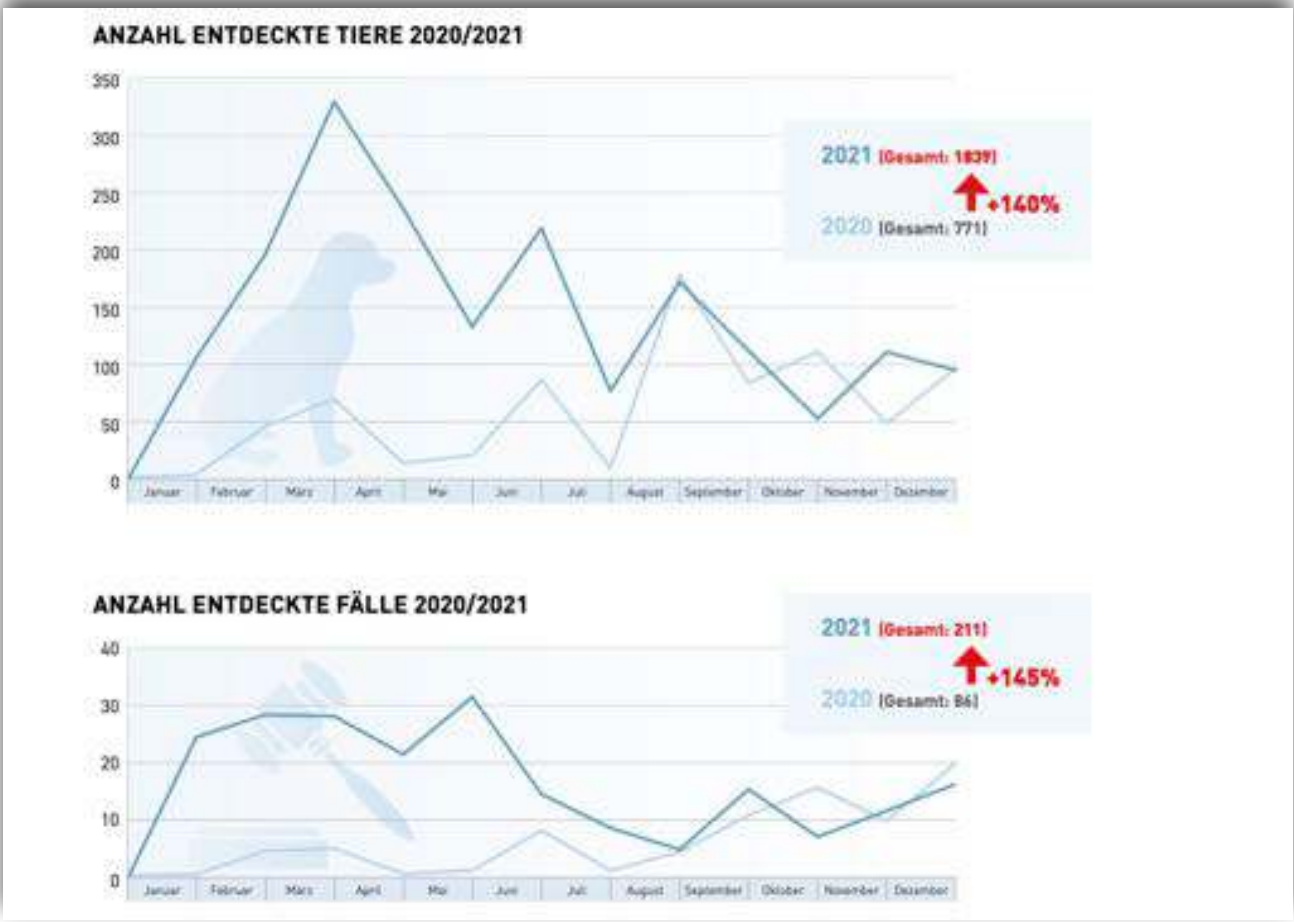 ANZAHL ENTDECKTE TIERE 2020/2021
350
300
250
200
150
100
50
0
2021 (Gesamt: 1839)
+140%
2020 (Gesamt: 771)
Januar Februar März April Mai Juni Juli August September Oktober November Dezember
ANZAHL ENTDECKTE FÄLLE 2020/2021
40
30
20
10
0
2021 (Gesamt: 211)
+145%
2020 (Gesamt: 86)
Januar Februar März April Mai Juni Juli August September Oktober November Dezember